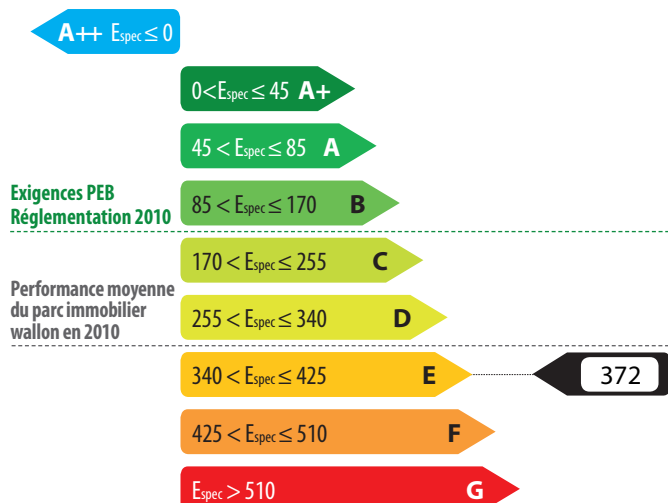 A++ Espec ≤ 0
0<Espec ≤ 45 A+
45 < Espec ≤ 85 A
Exigences PEB
Réglementation 2010
85 < Espec ≤ 170 B
170 < Espec ≤ 255 C
Performance moyenne
du parc immobilier
wallon en 2010
255 < Espec ≤ 340 D
340 < Espec ≤ 425 E 372
425 < Espec ≤ 510 F
Espec > 510 G